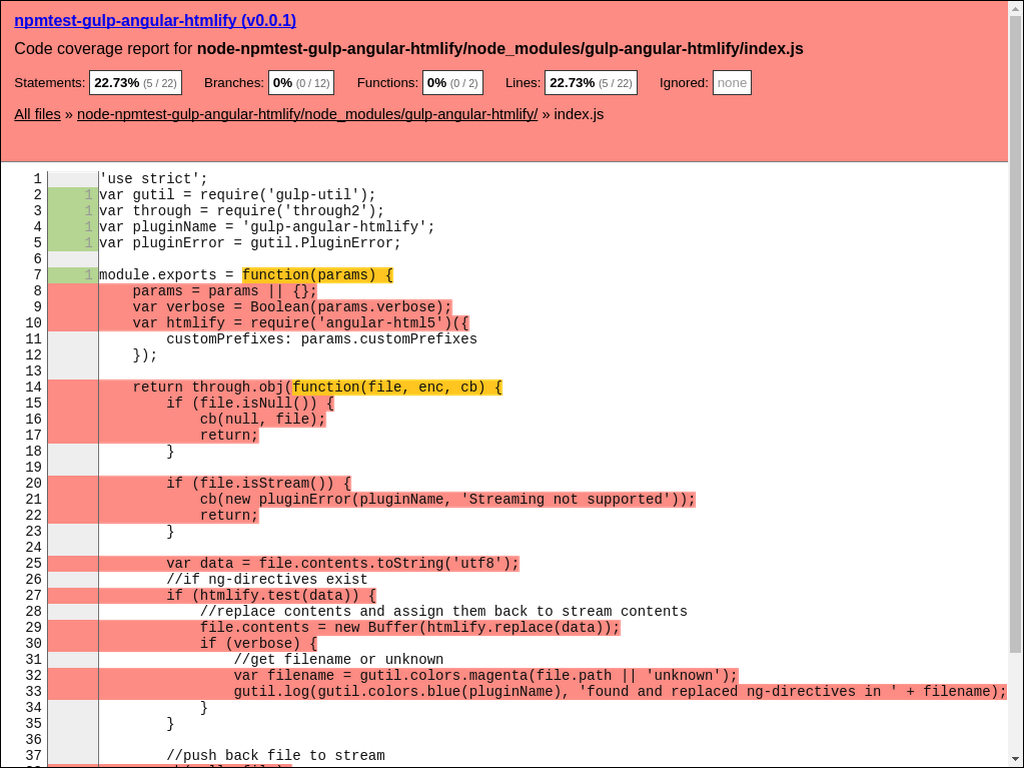 npmtest-gulp-angular-htmlify (v0.0.1)
Code coverage report for node-npmtest-gulp-angular-htmlify/node_modules/gulp-angular-htmlify/index.js
Statements: 22.73% (5 / 22) Branches: 0% (0 / 12) Functions: 0% (0 / 2) Lines: 22.73% (5 / 22) Ignored: none
All files » node-npmtest-gulp-angular-htmlify/node_modules/gulp-angular-htmlify/ » index.js
1 'use strict';
2 1 var gutil = require('gulp-util');
3 1 var through = require('through2');
4 1 var pluginName = 'gulp-angular-htmlify';
5 1 var pluginError = gutil.PluginError;
6
7 1 module.exports = function(params) {
8     params = params || {};
9     var verbose = Boolean(params.verbose);
10     var htmlify = require('angular-html5')({
11         customPrefixes: params.customPrefixes
12     });
13
14     return through.obj(function(file, enc, cb) {
15         if (file.isNull()) {
16             cb(null, file);
17             return;
18         }
19
20         if (file.isStream()) {
21             cb(new pluginError(pluginName, 'Streaming not supported'));
22             return;
23         }
24
25         var data = file.contents.toString('utf8');
26         //if ng-directives exist
27         if (htmlify.test(data)) {
28             //replace contents and assign them back to stream contents
29             file.contents = new Buffer(htmlify.replace(data));
30             if (verbose) {
31                 //get filename or unknown
32                 var filename = gutil.colors.magenta(file.path || 'unknown');
33                 gutil.log(gutil.colors.blue(pluginName), 'found and replaced ng-directives in ' + filename);
34             }
35         }
36
37         //push back file to stream